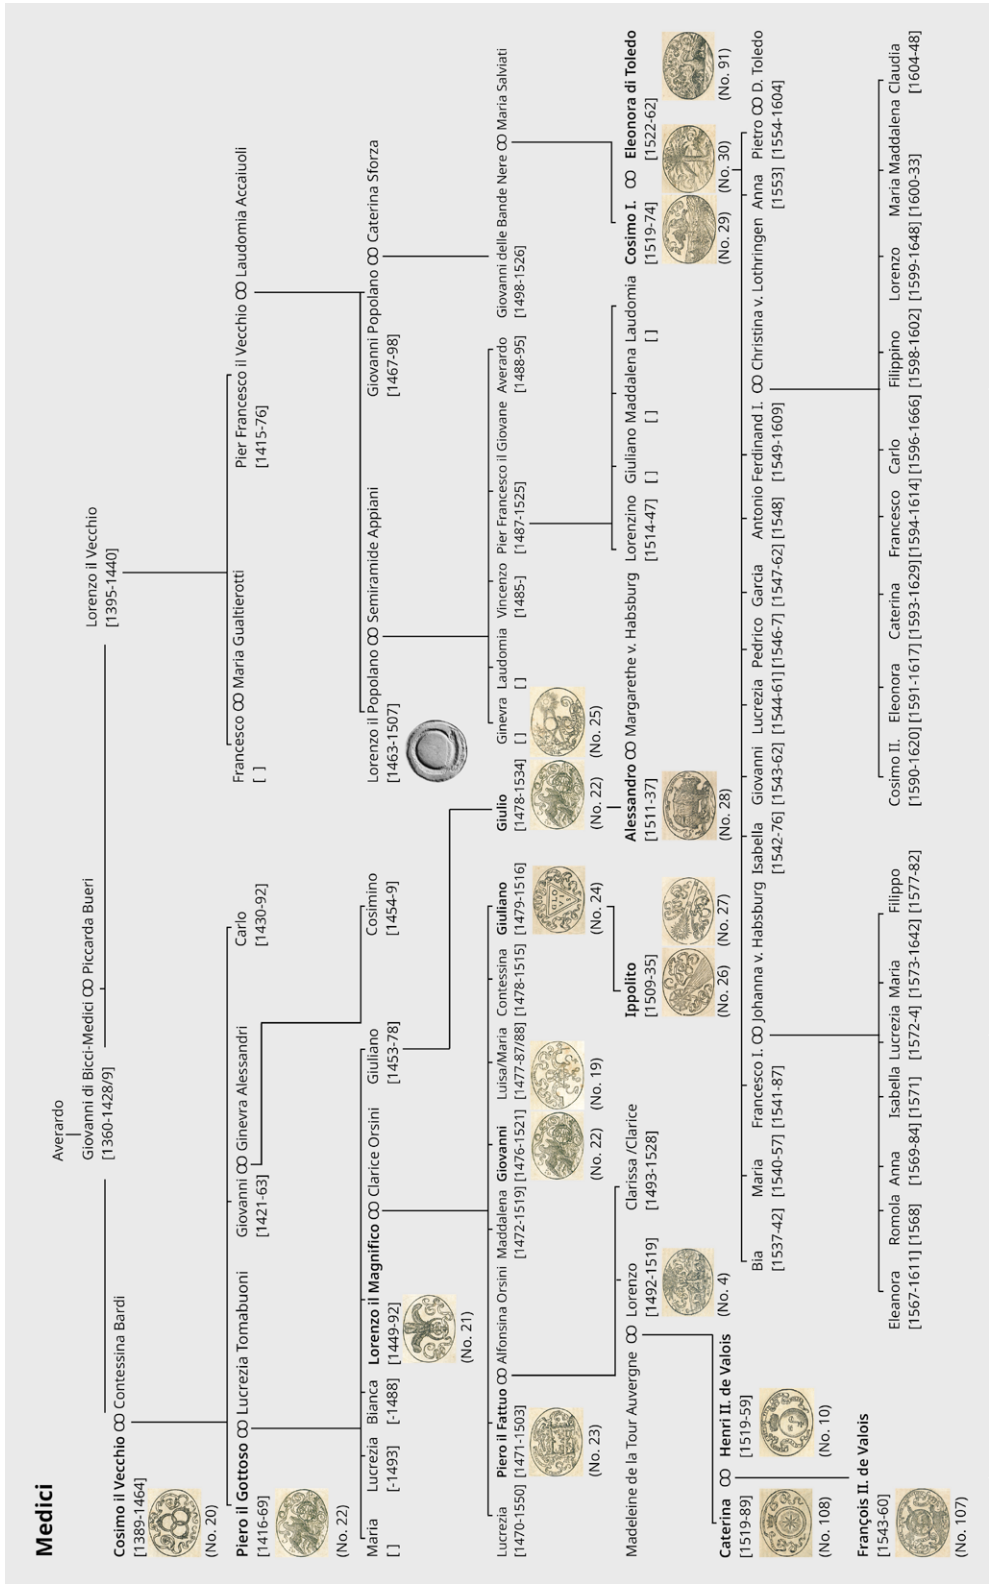 Medici
Averardo
Giovanni di Bicci-Medici ꝏ Piccarda Bueri
[1360-1428/9]
Lorenzo il Vecchio
[1395-1440]
Cosimo il Vecchio ꝏ Contessina Bardi
[1389-1464]
(No. 20)
Francesco ꝏ Maria Gualtierotti
[ ]
Pier Francesco il Vecchio ꝏ Laudomia Accaiuoli
[1415-76]
Piero il Gottoso ꝏ Lucrezia Tomabuoni
[1416-69]
(No. 22)
Giovanni ꝏ Ginevra Alessandri
[1421-63]
Carlo
[1430-92]
Maria
[ ]
Lucrezia
[-1493]
Bianca
[-1488]
Lorenzo il Magnifico ꝏ Clarice Orsini
[1449-92]
(No. 21)
Giuliano
[1453-78]
Cosimino
[1454-9]
Lorenzo il Popolano ꝏ Semiramide Appiani
[1463-1507]
Giovanni Popolano ꝏ Caterina Sforza
[1467-98]
Lucrezia
[1470-1550]
Piero il Fattuo ꝏ Alfonsina Orsini
[1471-1503]
(No. 23)
Maddalena
[1472-1519]
Giovanni
[1476-1521]
(No. 22)
(No. 19)
Luisa/Maria
[1477-87/88]
Contessina
[1478-1515]
Giuliano
[1479-1516]
(No. 24)
Giulio
[1478-1534]
(No. 22)
(No. 25)
Ginevra
[ ]
Laudomia
[ ]
Vincenzo
[1485-]
Pier Francesco il Giovane
[1487-1525]
Averardo
[1488-95]
Giovanni delle Bande Nere ꝏ Maria Salviati
[1498-1526]
Madeleine de la Tour Auvergne ꝏ Lorenzo
[1492-1519]
(No. 4)
Clarissa /Clarice
[1493-1528]
Ippolito
[1509-35]
(No. 26)
(No. 27)
Alessandro ꝏ Margarethe v. Habsburg
[1511-37]
(No. 28)
Lorenzino
[1514-47]
Giuliano
[ ]
Maddalena
[ ]
Laudomia
[ ]
Cosimo I. ꝏ Eleonora di Toledo
[1519-74]
[1522-62]
(No. 29)
(No. 30)
(No. 91)
Caterina ꝏ Henri II. de Valois
[1519-89]
[1519-59]
(No. 108)
(No. 10)
Bia
[1537-42]
Maria
[1540-57]
Francesco I. ꝏ Johanna v. Habsburg
[1541-87]
Isabella
[1542-76]
Giovanni
[1543-62]
Lucrezia
[1544-61]
Pedrico
[1546-7]
Garcia
[1547-62]
Antonio
[1548]
Ferdinand I. ꝏ Christina v. Lothringen
[1549-1609]
Anna
[1553]
Pietro ꝏ D. Toledo
[1554-1604]
François II. de Valois
[1543-60]
(No. 107)
Eleanora
[1567-1611]
Romola
[1568]
Anna
[1569-84]
Isabella
[1571]
Lucrezia
[1572-4]
Maria
[1573-1642]
Filippo
[1577-82]
Cosimo II.
[1590-1620]
Eleonora
[1591-1617]
Caterina
[1593-1629]
Francesco
[1594-1614]
Carlo
[1596-1666]
Filippino
[1598-1602]
Lorenzo
[1599-1648]
Maria Maddalena
[1600-33]
Claudia
[1604-48]